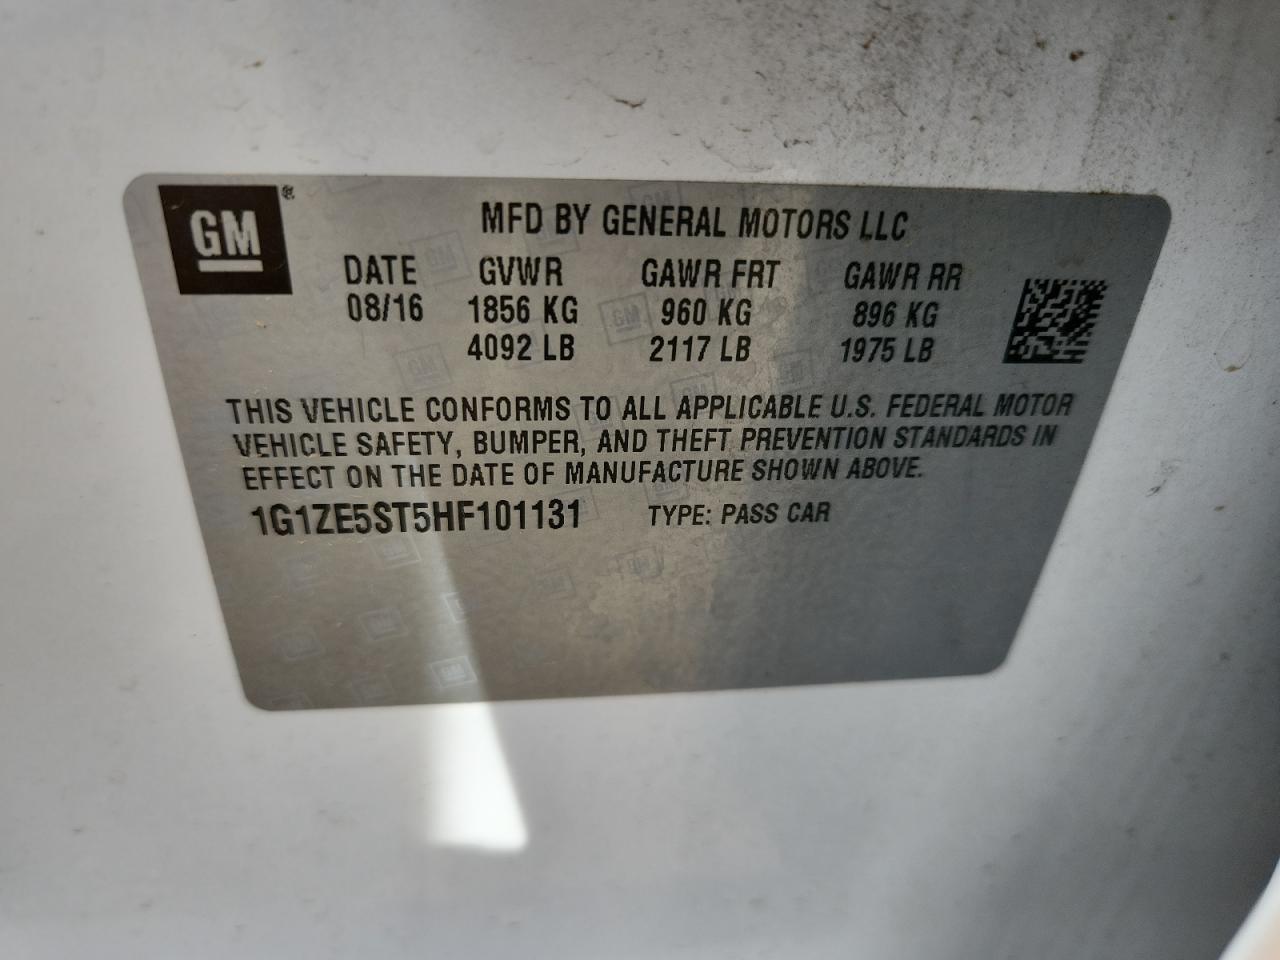 GM®
MFD BY GENERAL MOTORS LLC
DATE GVWR GAWR FRT GAWR RR
08/16 1856 KG 960 KG 896 KG
4092 LB 2117 LB 1975 LB
THIS VEHICLE CONFORMS TO ALL APPLICABLE U.S. FEDERAL MOTOR
VEHICLE SAFETY, BUMPER, AND THEFT PREVENTION STANDARDS IN
EFFECT ON THE DATE OF MANUFACTURE SHOWN ABOVE.
1G1ZE5ST5HF101131 TYPE: PASS CAR